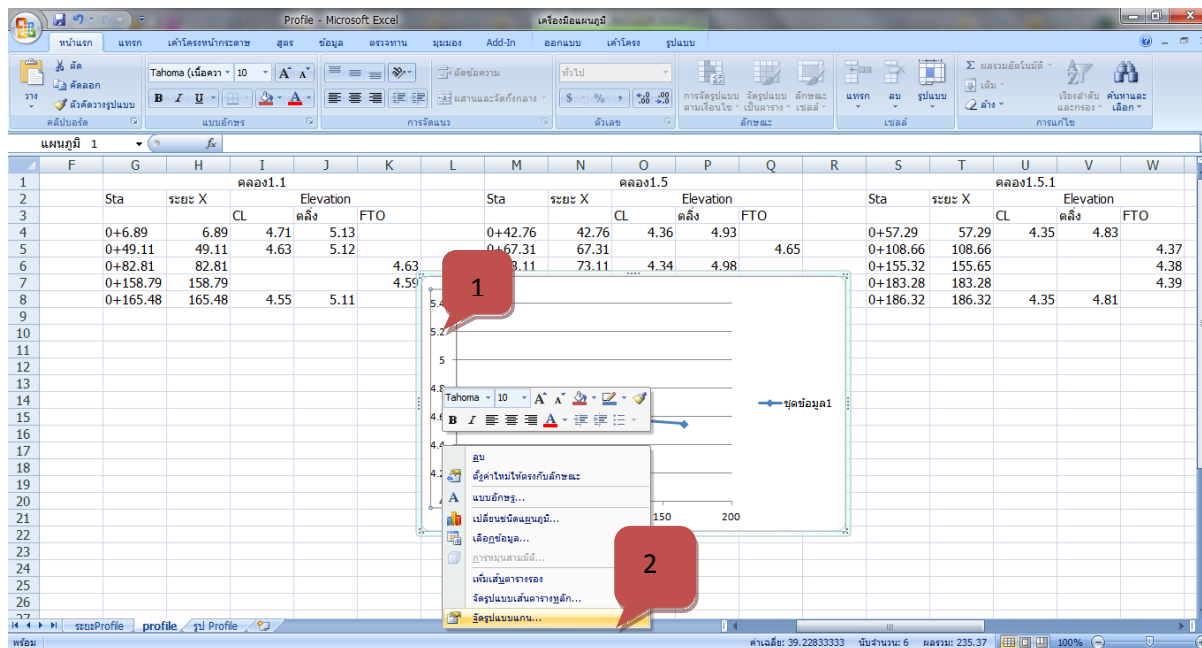 Profile - Microsoft Excel เครื่องมือแผนภูมิ
หน้าแรก แทรก เค้าโครงหน้ากระดาษ สูตร ข้อมูล ตรวจทาน มุมมอง Add-In ออกแบบ เค้าโครง รูปแบบ
วาง
ตัด
คัดลอก
ตัวคัดวางรูปแบบ
คลิปบอร์ด
Tahoma (เนื้อควา 10 A A
B I U A
แบบอักษร
ตัดข้อความ
ผสานและจัดกึ่งกลาง
การจัดแนว
ทั่วไป
$ % ,
ตัวเลข
การจัดรูปแบบตามเงื่อนไข จัดรูปแบบเป็นตาราง ลักษณะเซลล์
ลักษณะ
แทรก ลบ รูปแบบ
เซลล์
Σ ผลรวมอัตโนมัติ
เติม
ล้าง
เรียงลำดับและกรอง ค้นหาและเลือก
การแก้ไข
แผนภูมิ 1 fx
F G H I J K L M N O P Q R S T U V W
1 คลอง1.1 คลอง1.5 คลอง1.5.1
2 Sta ระยะ X Elevation Sta ระยะ X Elevation Sta ระยะ X Elevation
3 CL ตลิ่ง FTO CL ตลิ่ง FTO CL ตลิ่ง FTO
4 0+6.89 6.89 4.71 5.13 0+42.76 42.76 4.36 4.93 0+57.29 57.29 4.35 4.83
5 0+49.11 49.11 4.63 5.12 0+67.31 67.31 4.65 0+108.66 108.66 4.37
6 0+82.81 82.81 4.63 73.11 4.34 4.98 0+155.32 155.65 4.38
7 0+158.79 158.79 4.59 0+183.28 183.28 4.39
8 0+165.48 165.48 4.55 5.11 0+186.32 186.32 4.35 4.81
9
10
11
12
13
14
15
16
17
18
19
20
21
22
23
24
25
26
27
1
5.2
5
4.8
4.4
150 200
ชุดข้อมูล1
Tahoma 10 A A
B I A
ลบ
ตั้งค่าใหม่ให้ตรงกับลักษณะ
แบบอักษร...
เปลี่ยนชนิดแผนภูมิ...
เลือกข้อมูล...
การหมุนสามมิติ...
เพิ่มเส้นตารางรอง
จัดรูปแบบเส้นตารางหลัก...
จัดรูปแบบแกน...
2
ระยะProfile profile รูป Profile
พร้อม ค่าเฉลี่ย: 39.22833333 นับจำนวน: 6 ผลรวม: 235.37 100%